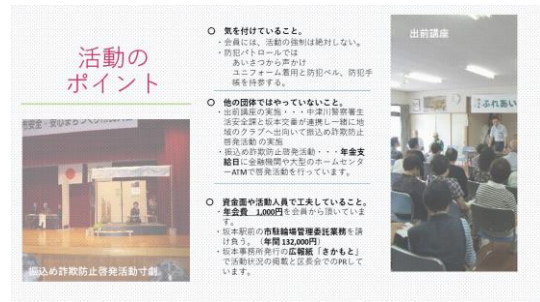 活動の
ポイント
安全・安心まちづくり
振込め詐欺防止啓発活動寸劇
〇 気を付けていること。
・会員には、活動の強制は絶対しない。
・防犯パトロールでは
あいさつから声かけ
ユニフォーム着用と防犯ベル、防犯手
帳を持参する。
〇 他の団体ではやっていないこと。
・出前講座の実施・・・中津川警察署生
活安全課と坂本交番が連携し一緒に地
域のクラブへ出向いて振込め詐欺防止
啓発活動の実施
・振込め詐欺防止啓発活動・・・年金支
給日に金融機関や大型のホームセンタ
ーATMで啓発活動を行っています。
〇 資金面や活動人員で工夫していること。
・年会費 1,000円を会員から頂いていま
す。
・坂本駅前の市駐輪場管理委託業務を請
け負う。（年間 132,000円）
・坂本事務所発行の広報紙「さかもと」
で活動状況の掲載と区長会でのPRして
います。
出前講座
ふれあい